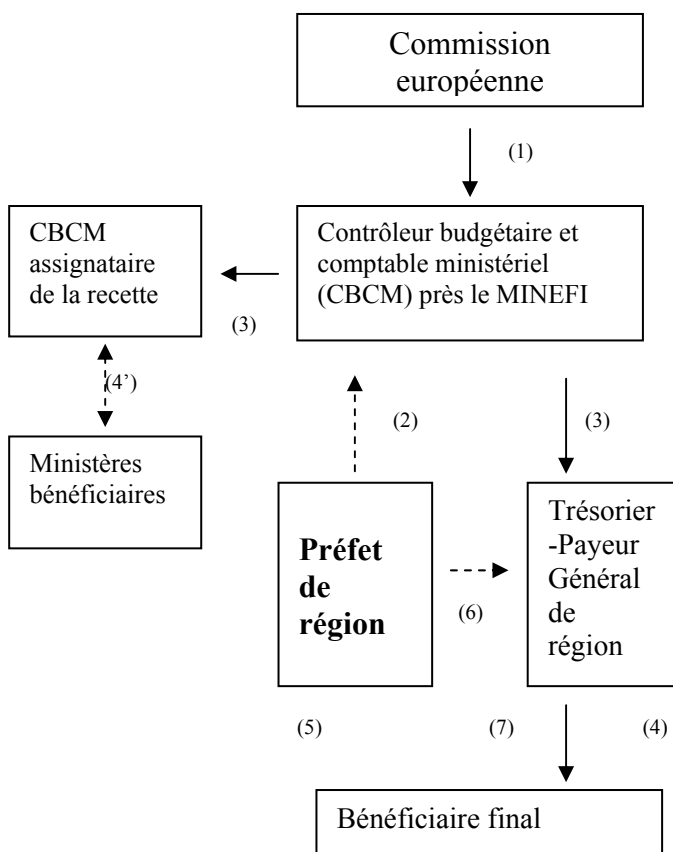 Commission
européenne
(1)
CBCM
assignataire
de la recette
Contrôleur budgétaire et
comptable ministériel
(CBCM) près le MINEFI
(3)
(4’)
(2)
(3)
Ministères
bénéficiaires
Préfet
de
région
Trésorier
-Payeur
Général
de
région
(6)
(5)
(7)
(4)
Bénéficiaire final